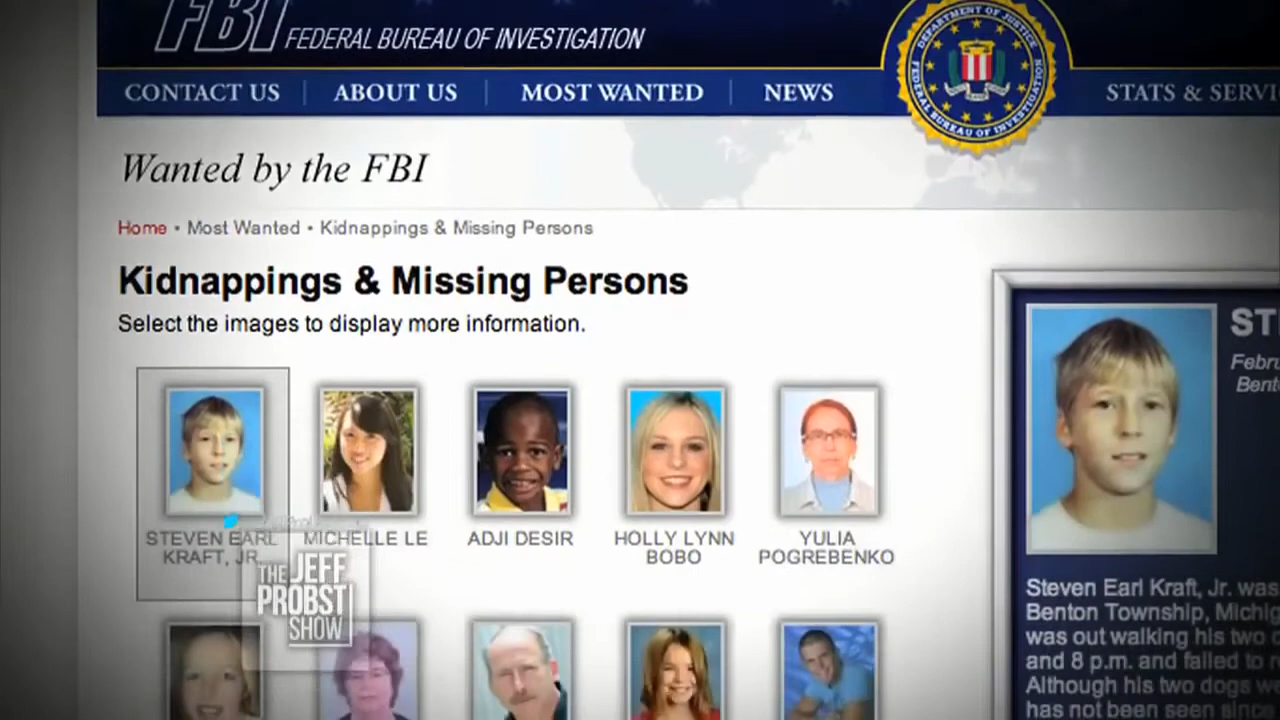 FBI FEDERAL BUREAU OF INVESTIGATION
CONTACT US
ABOUT US
MOST WANTED
NEWS
STATS & SERVI
DEPARTMENT OF JUSTICE
FEDERAL BUREAU OF INVESTIGATION
Wanted by the FBI
Home • Most Wanted • Kidnappings & Missing Persons
Kidnappings & Missing Persons
Select the images to display more information.
STEVEN EARL
KRAFT, JR.
MICHELLE LE
ADJI DESIR
HOLLY LYNN
BOBO
YULIA
POGREBENKO
THE JEFF
PROBST
SHOW
ST
Febru
Bent
Steven Earl Kraft, Jr. was
Benton Township, Michig
was out walking his two
and 8 p.m. and failed to r
Although his two dogs w
has not been seen since